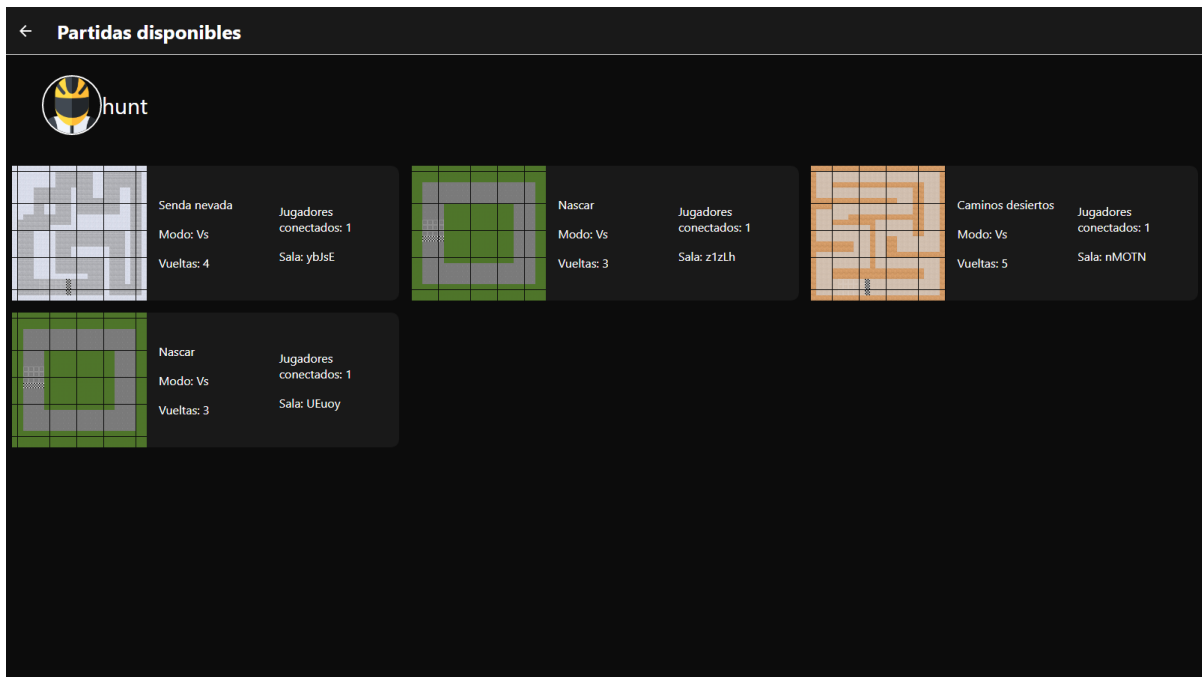 Partidas disponibles
hunt
Senda nevada
Modo: Vs
Vueltas: 4
Jugadores
conectados: 1
Sala: ybJsE
Nascar
Modo: Vs
Vueltas: 3
Jugadores
conectados: 1
Sala: z1zLh
Caminos desiertos
Modo: Vs
Vueltas: 5
Jugadores
conectados: 1
Sala: nMOTN
Nascar
Modo: Vs
Vueltas: 3
Jugadores
conectados: 1
Sala: UEuoy